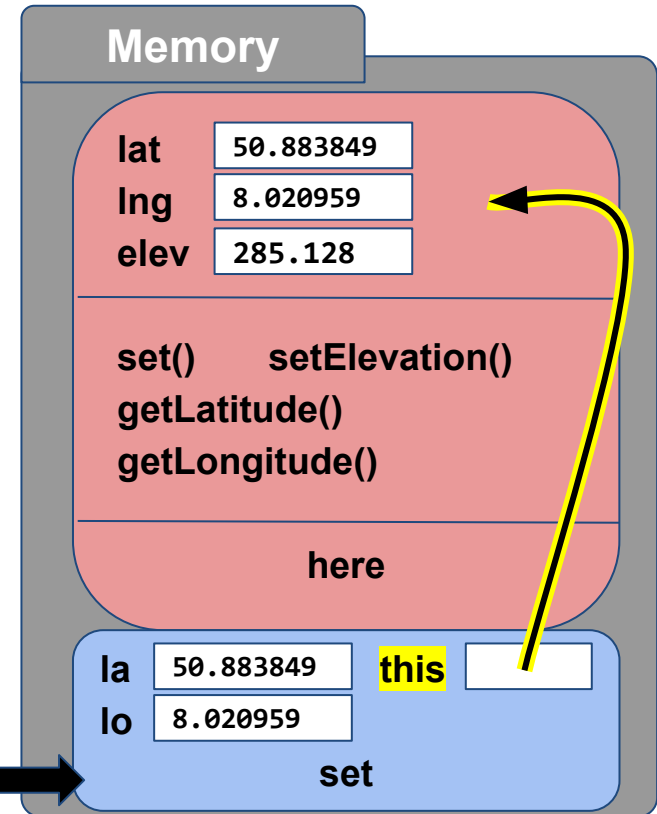 Memory
lat 50.883849
lng 8.020959
elev 285.128
set() setElevation()
getLatitude()
getLongitude()
here
la 50.883849 this
lo 8.020959
set